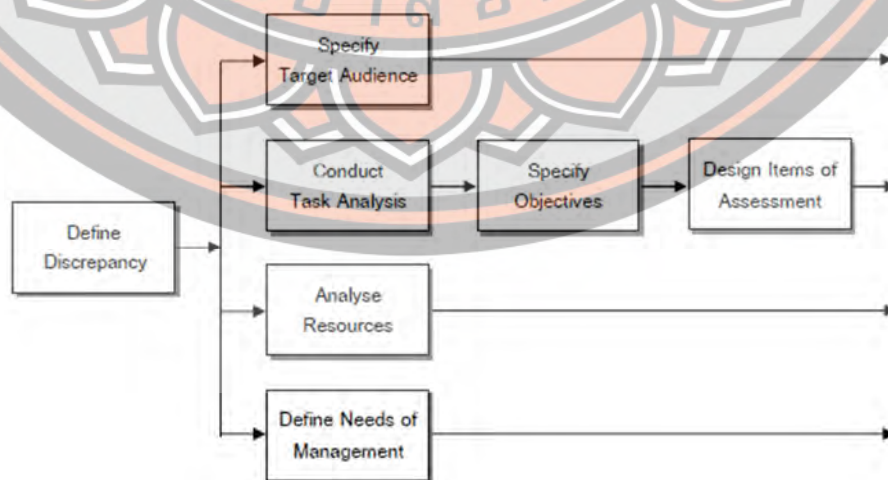 Specify
Target Audience
Conduct
Task Analysis
Specify
Objectives
Design Items of
Assessment
Define
Discrepancy
Analyse
Resources
Define Needs of
Management